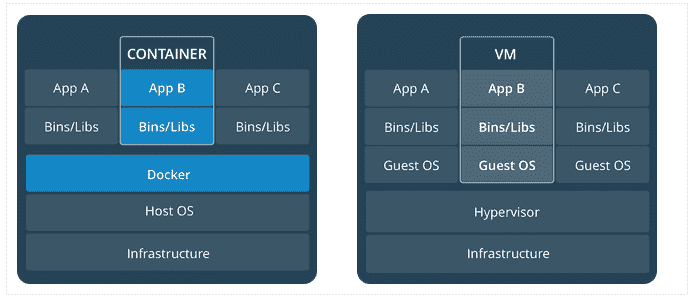 CONTAINER
App A App B App C
Bins/Libs Bins/Libs Bins/Libs
Docker
Host OS
Infrastructure
VM
App A App B App C
Bins/Libs Bins/Libs Bins/Libs
Guest OS Guest OS Guest OS
Hypervisor
Infrastructure